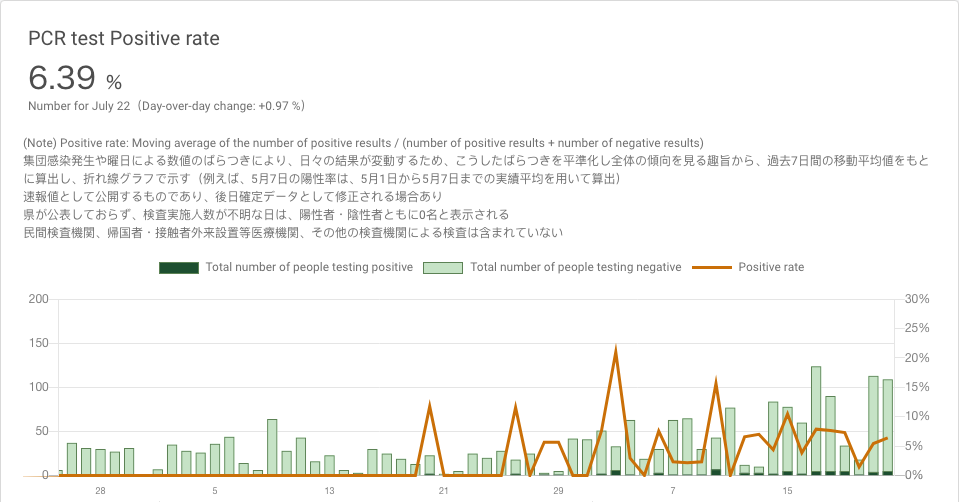 PCR test Positive rate
6.39 %
Number for July 22（Day-over-day change: +0.97 %）
(Note) Positive rate: Moving average of the number of positive results / (number of positive results + number of negative results)
集団感染発生や曜日による数値のばらつきにより、日々の結果が変動するため、こうしたばらつきを平準化し全体の傾向を見る趣旨から、過去7日間の移動平均値をもと
に算出し、折れ線グラフで示す（例えば、5月7日の陽性率は、5月1日から5月7日までの実績平均を用いて算出）
速報値として公開するものであり、後日確定データとして修正される場合あり
県が公表しておらず、検査実施人数が不明な日は、陽性者・陰性者ともに0名と表示される
民間検査機関、帰国者・接触者外来設置等医療機関、その他の検査機関による検査は含まれていない
Total number of people testing positive Total number of people testing negative Positive rate
200 30%
25%
150
20%
100 15%
10%
50
5%
0 0%
28 5 13 21 29 7 15